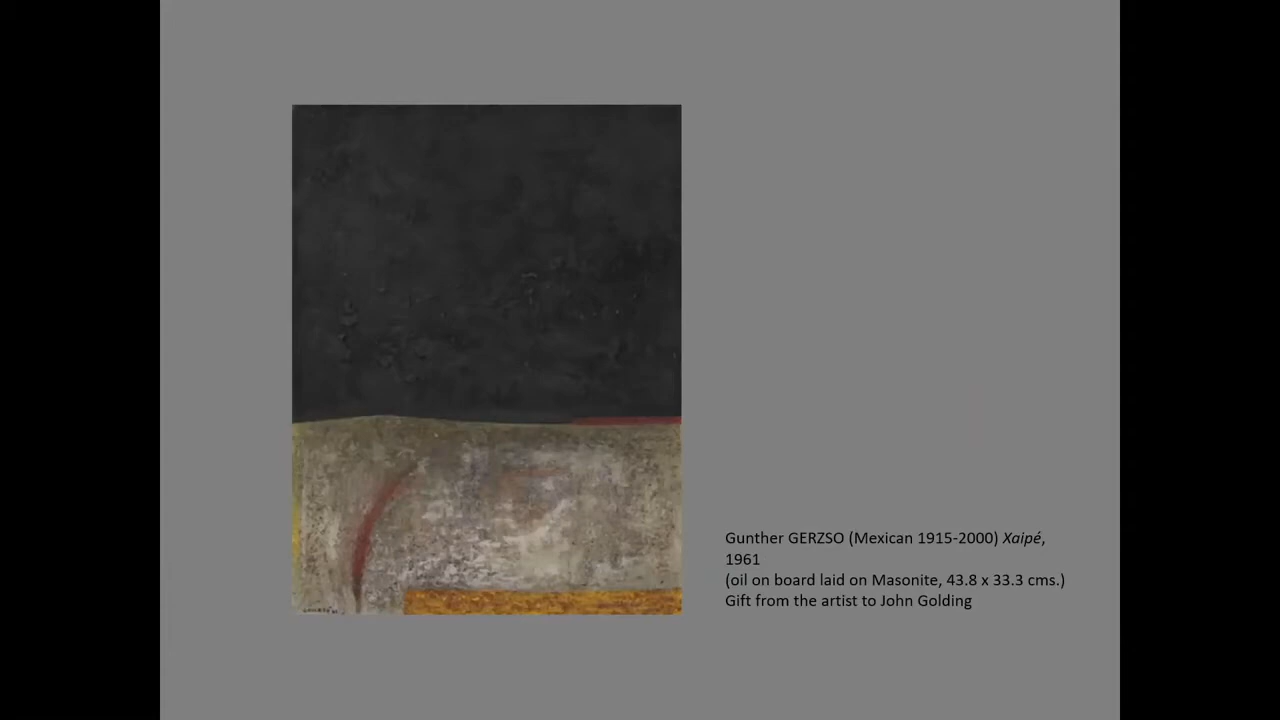 Gunther GERZSO (Mexican 1915-2000) Xaipé,
1961
(oil on board laid on Masonite, 43.8 x 33.3 cms.)
Gift from the artist to John Golding